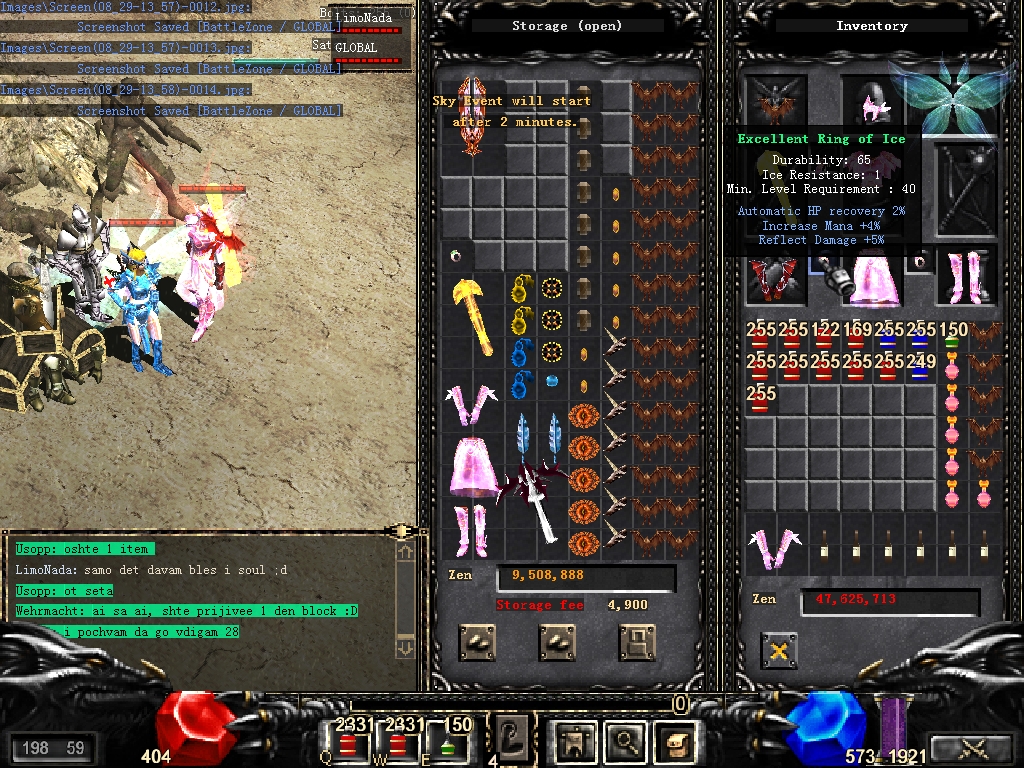 Images\Screen(08_29-13_57)-0012.jpg:
Screenshot Saved [BattleZone / GLOBAL]
Images\Screen(08_29-13_57)-0013.jpg:
Screenshot Saved [BattleZone / GLOBAL]
Images\Screen(08_29-13_58)-0014.jpg:
Screenshot Saved [BattleZone / GLOBAL]
LimoNada
GLOBAL
Storage (open)
Sky Event will start
after 2 minutes.
Inventory
Excellent Ring of Ice
Durability: 65
Ice Resistance: 1
Min. Level Requirement : 40
Automatic HP recovery 2%
Increase Mana +4%
Reflect Damage +5%
255 255 122 169 255 255 150
255 255 255 255 255 249
255
Usopp: oshte 1 item
LimoNada: samo det davam bles i soul ;d
Usopp: ot seta
Wehrmacht: ai sa ai, shte prijivee 1 den block :D
i pochvam da go vdigam 28
Zen 9,508,888
Storage fee 4,900
Zen 47,625,713
198 59
404
2331 2331 150
Q W E
4
0
573 1921